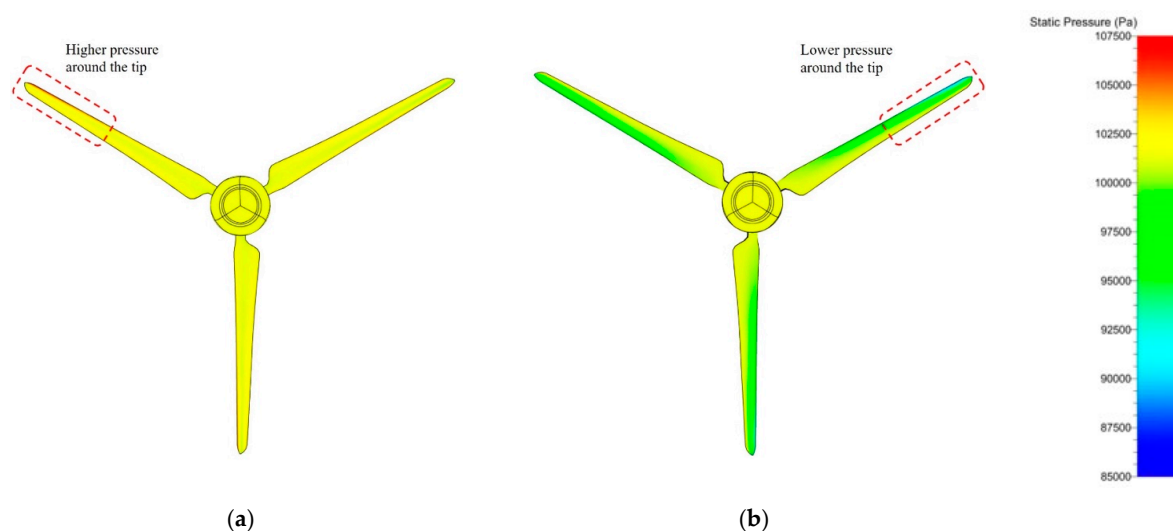 Higher pressure
around the tip
Lower pressure
around the tip
Static Pressure (Pa)
107500
105000
102500
100000
97500
95000
92500
90000
87500
85000
(a)
(b)